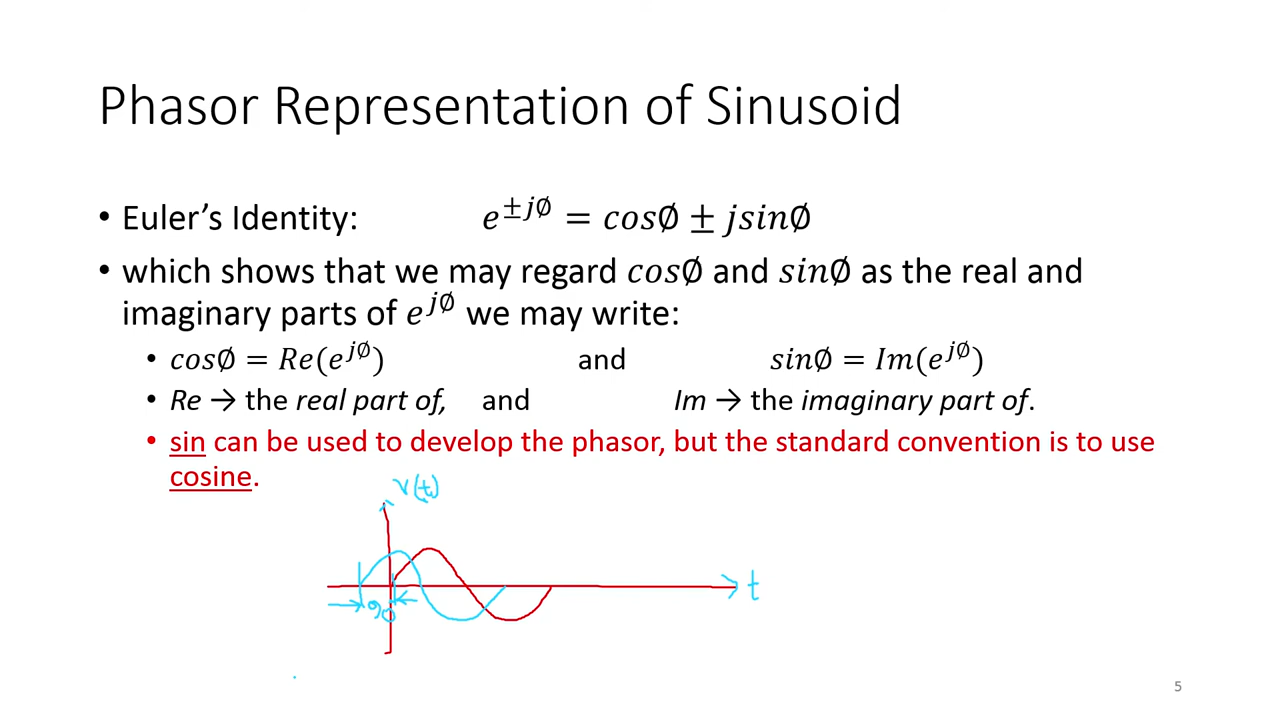 Phasor Representation of Sinusoid
• Euler's Identity: e^{±j∅} = cos∅ ± jsin∅
• which shows that we may regard cos∅ and sin∅ as the real and
imaginary parts of e^{j∅} we may write:
• cos∅ = Re(e^{j∅}) and sin∅ = Im(e^{j∅})
• Re → the real part of, and Im → the imaginary part of.
• sin can be used to develop the phasor, but the standard convention is to use
cosine.
v(t)
t
90
5